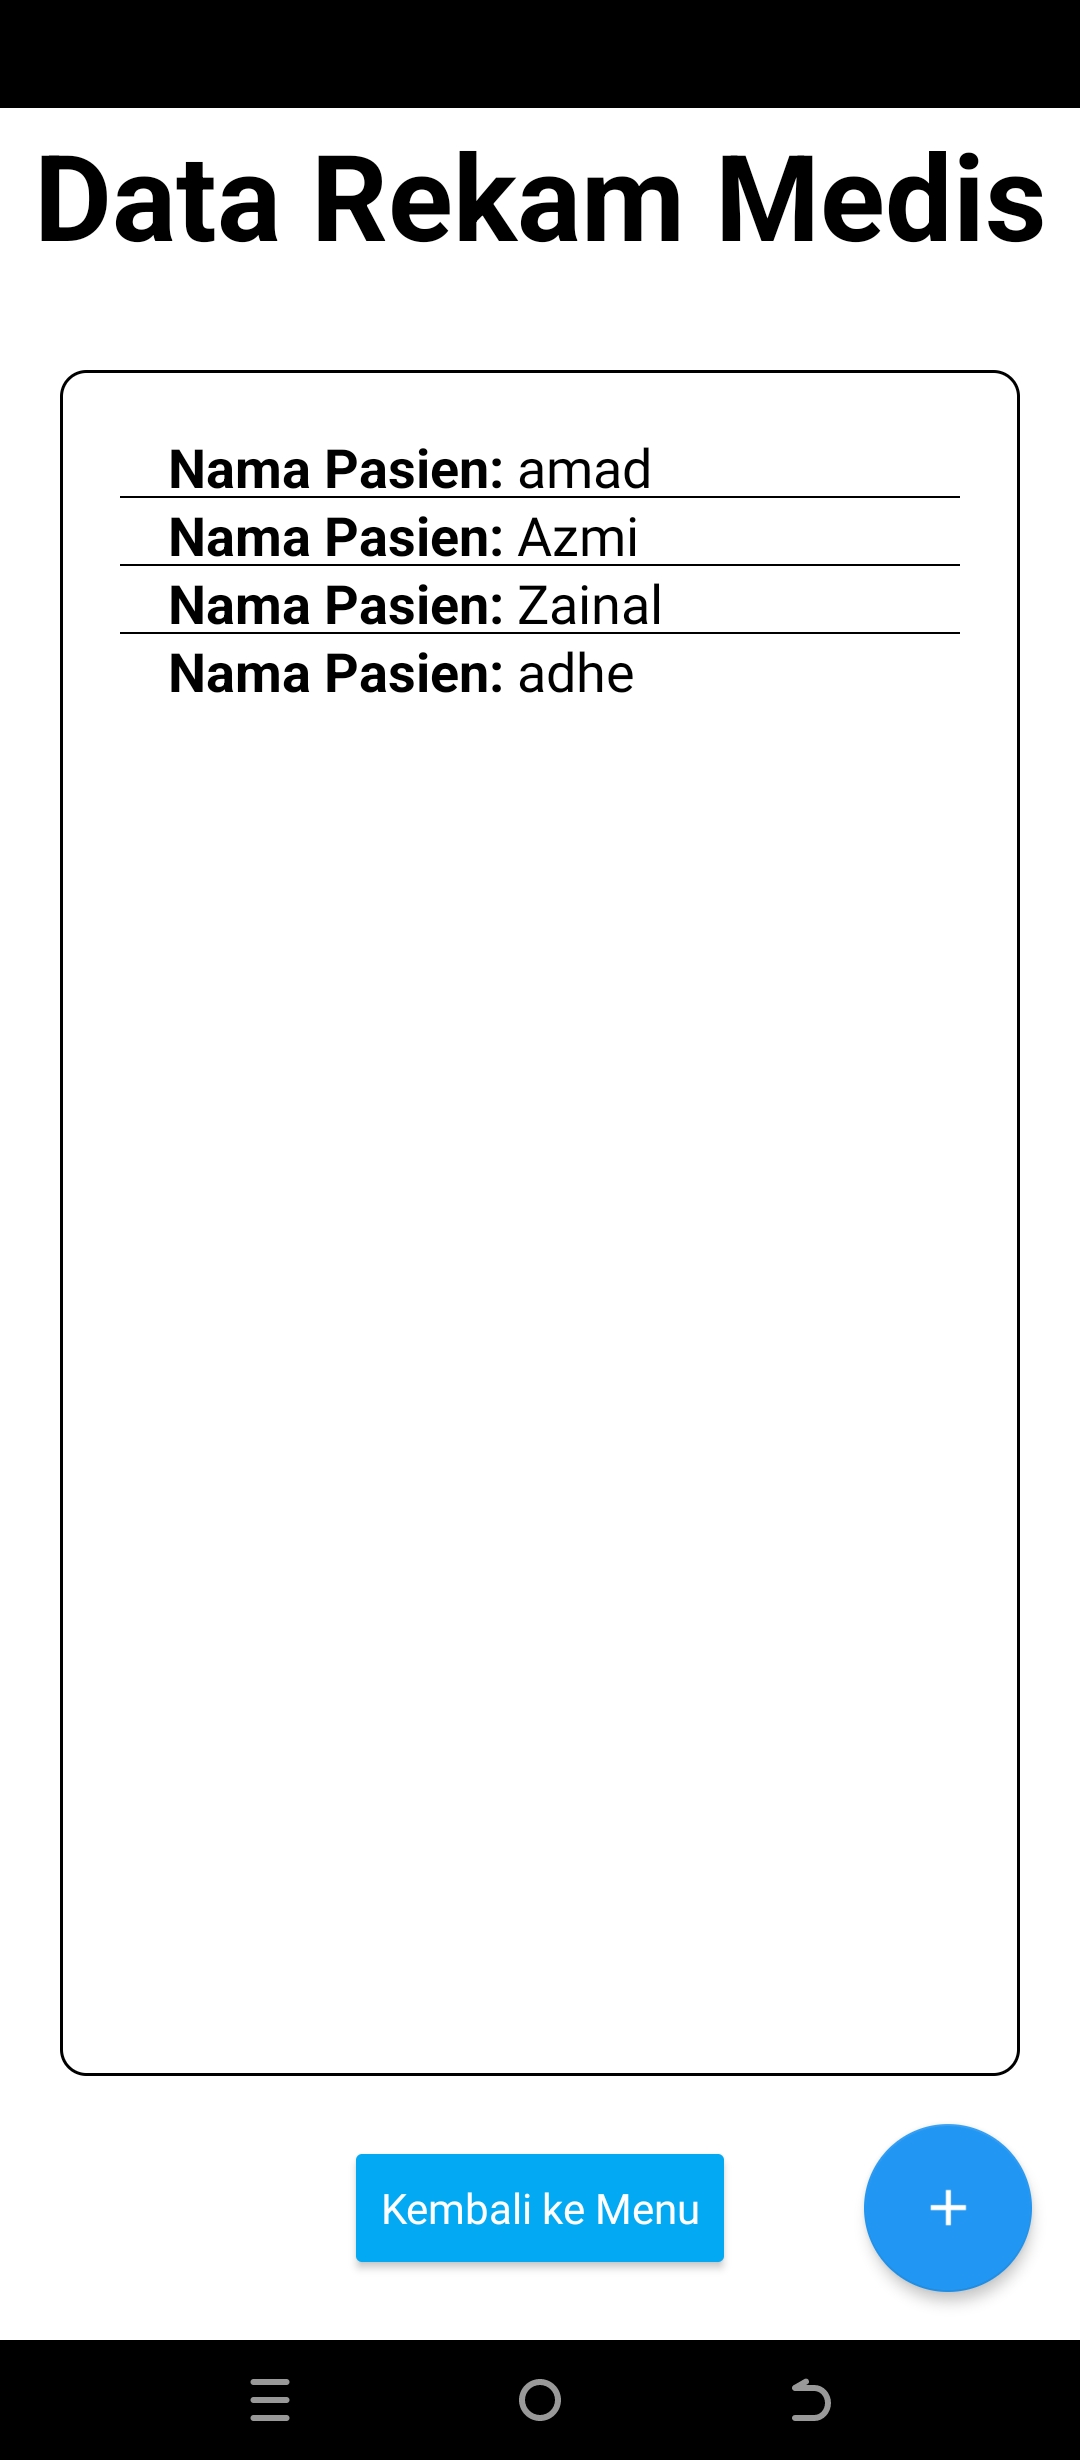 Data Rekam Medis
Nama Pasien: amad
Nama Pasien: Azmi
Nama Pasien: Zainal
Nama Pasien: adhe
Kembali ke Menu
+